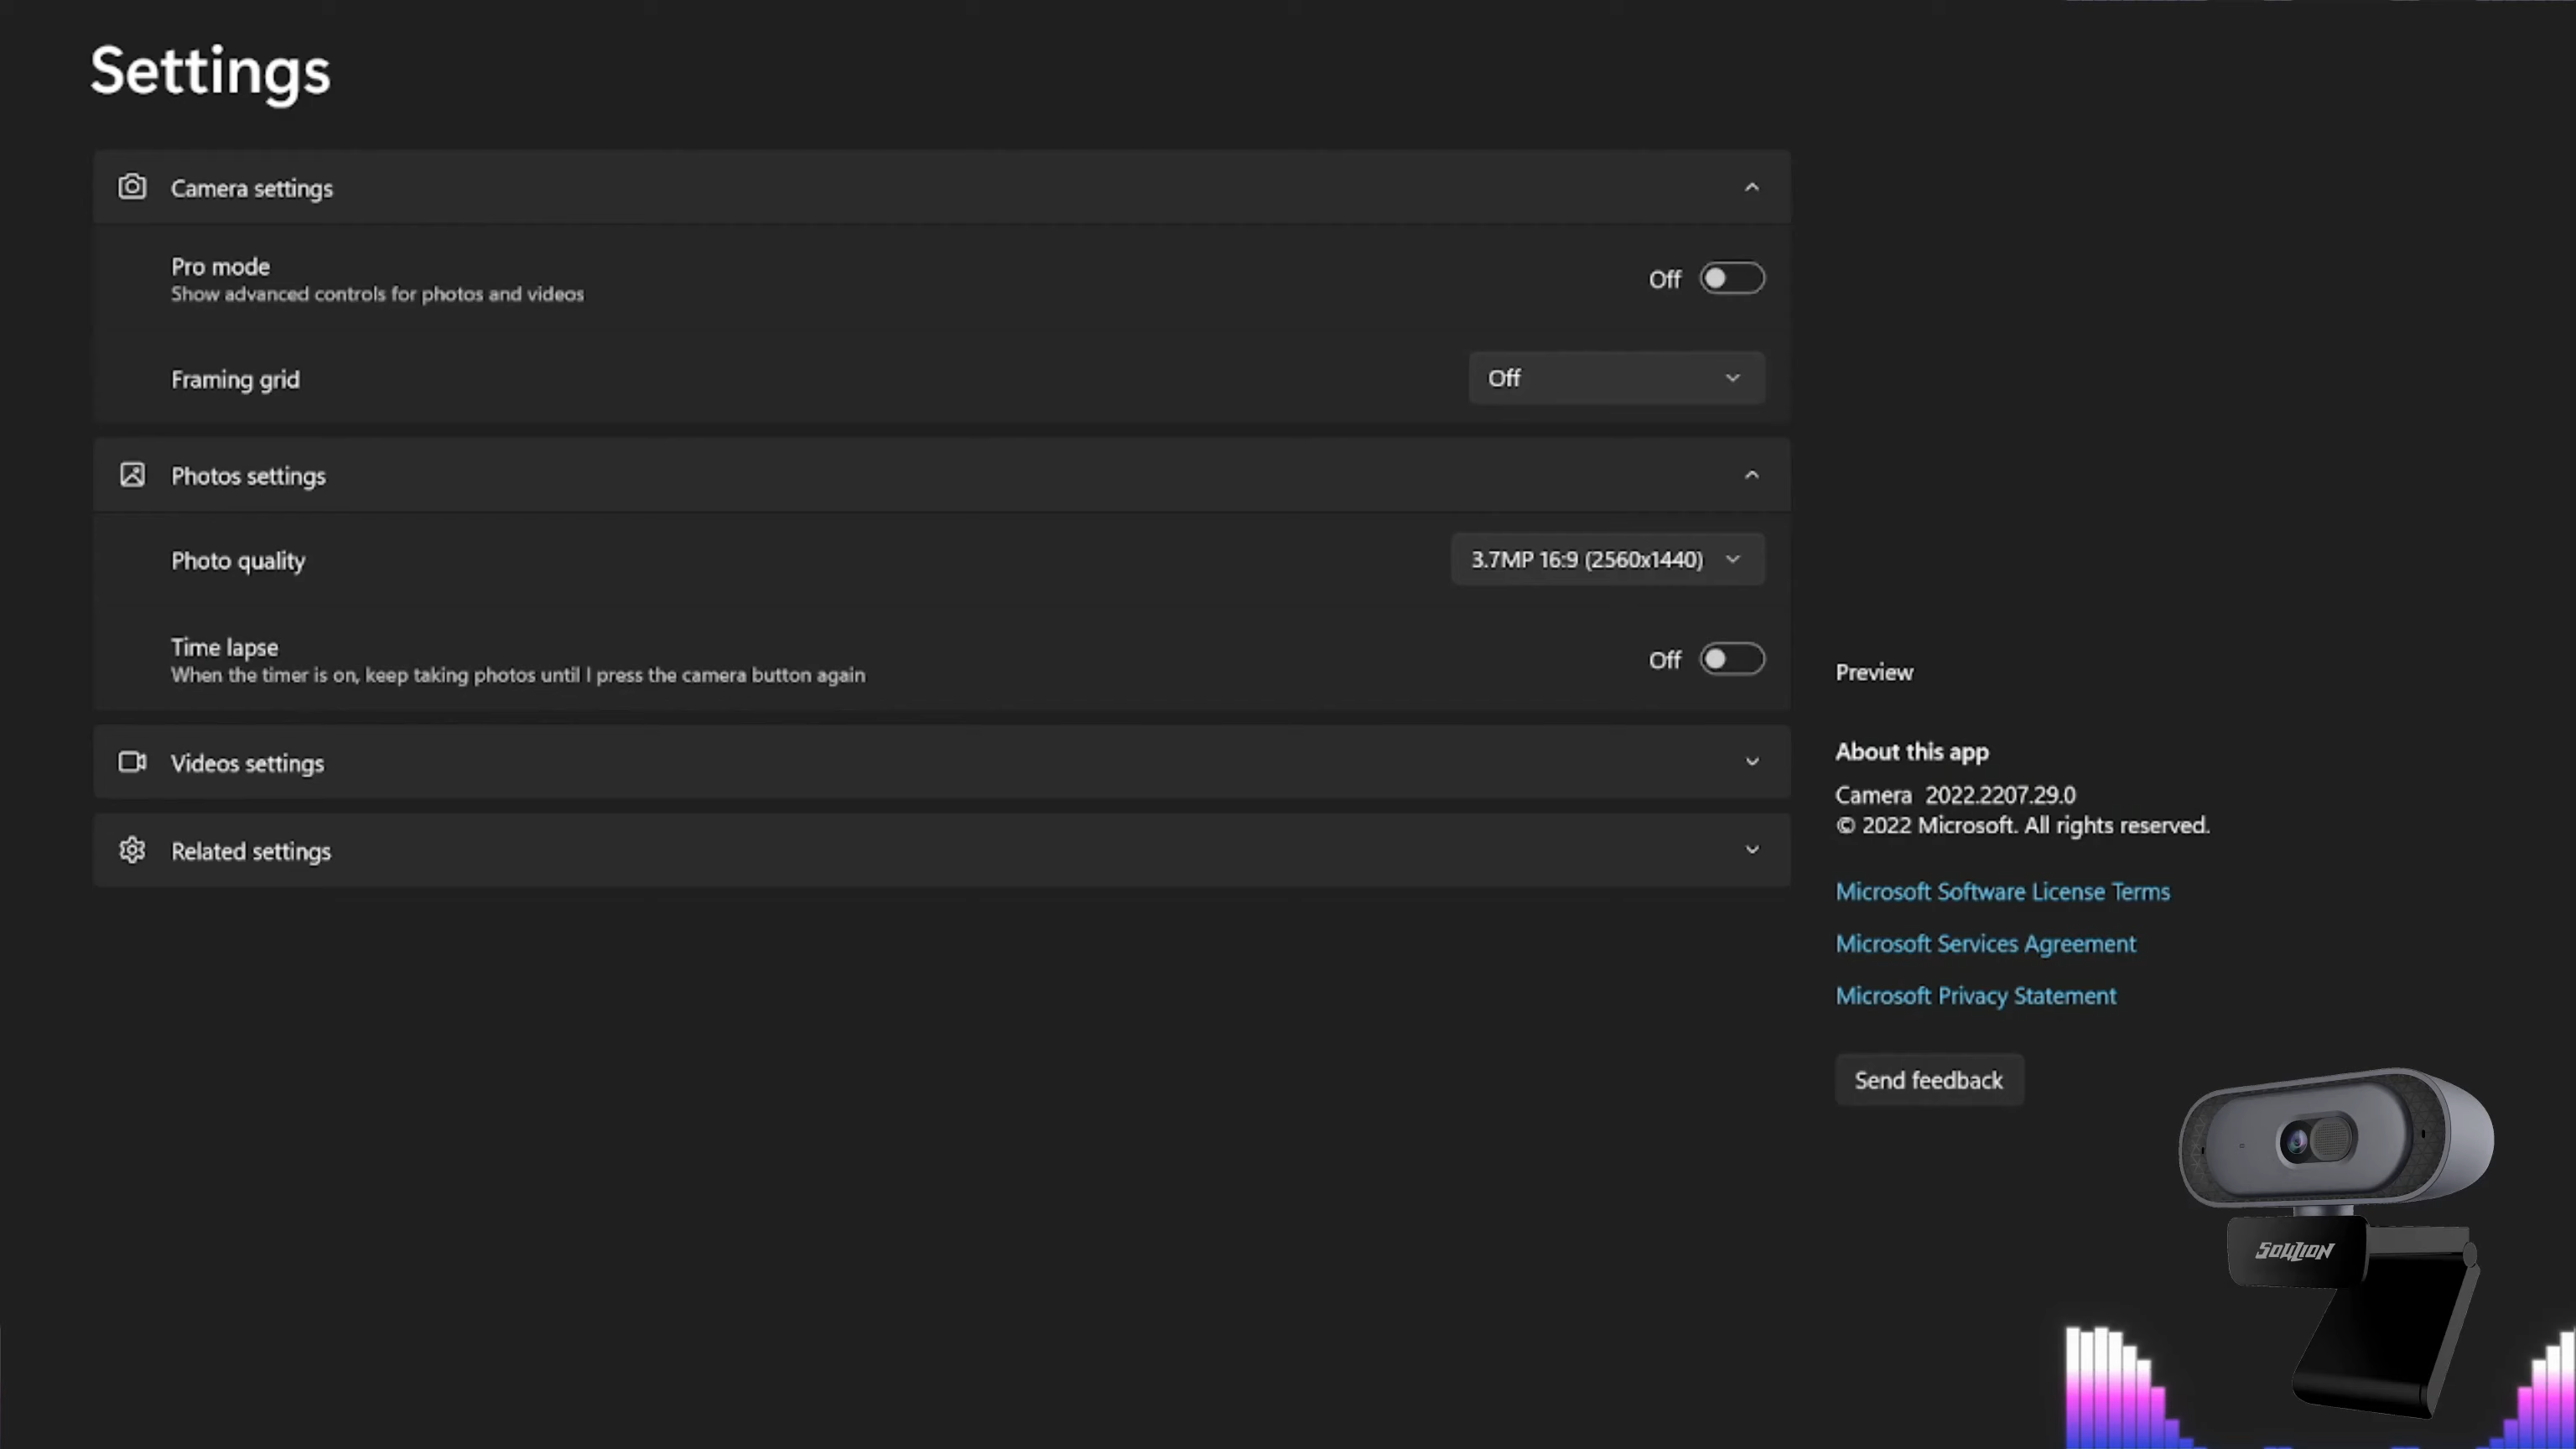 Settings
Camera settings
Pro mode
Show advanced controls for photos and videos
Off
Framing grid
Off
Photos settings
Photo quality
3.7MP 16:9 (2560x1440)
Time lapse
When the timer is on, keep taking photos until I press the camera button again
Off
Videos settings
Related settings
Preview
About this app
Camera 2022.2207.29.0
© 2022 Microsoft. All rights reserved.
Microsoft Software License Terms
Microsoft Services Agreement
Microsoft Privacy Statement
Send feedback
SOULION